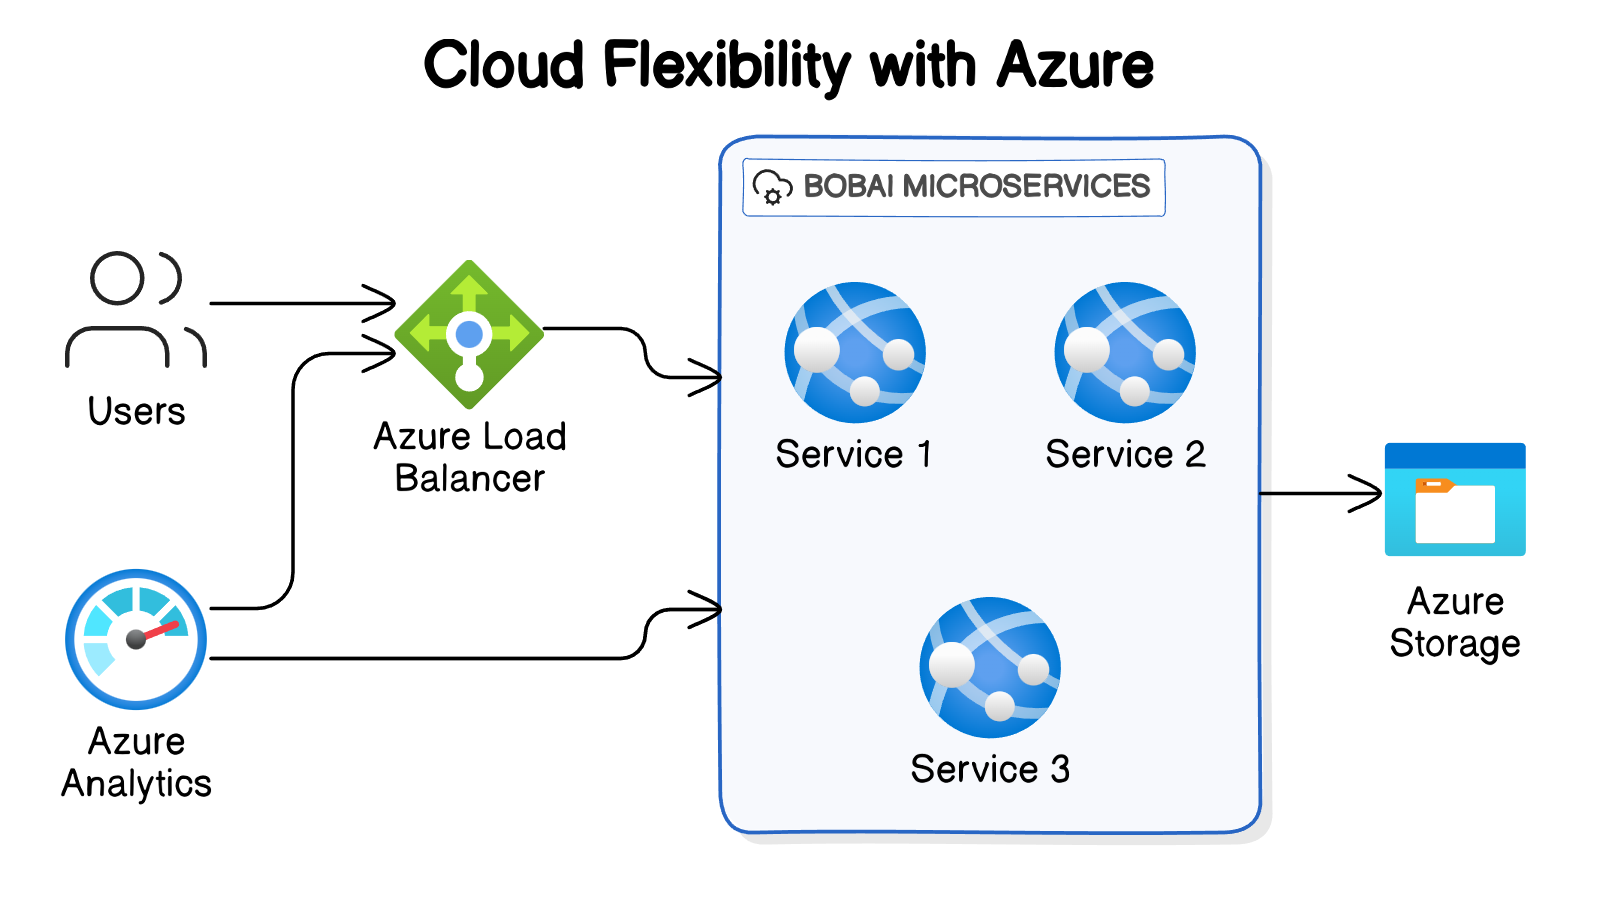 Cloud Flexibility with Azure
BOBAI MICROSERVICES
Users
Azure Load
Balancer
Service 1
Service 2
Azure
Storage
Azure
Analytics
Service 3